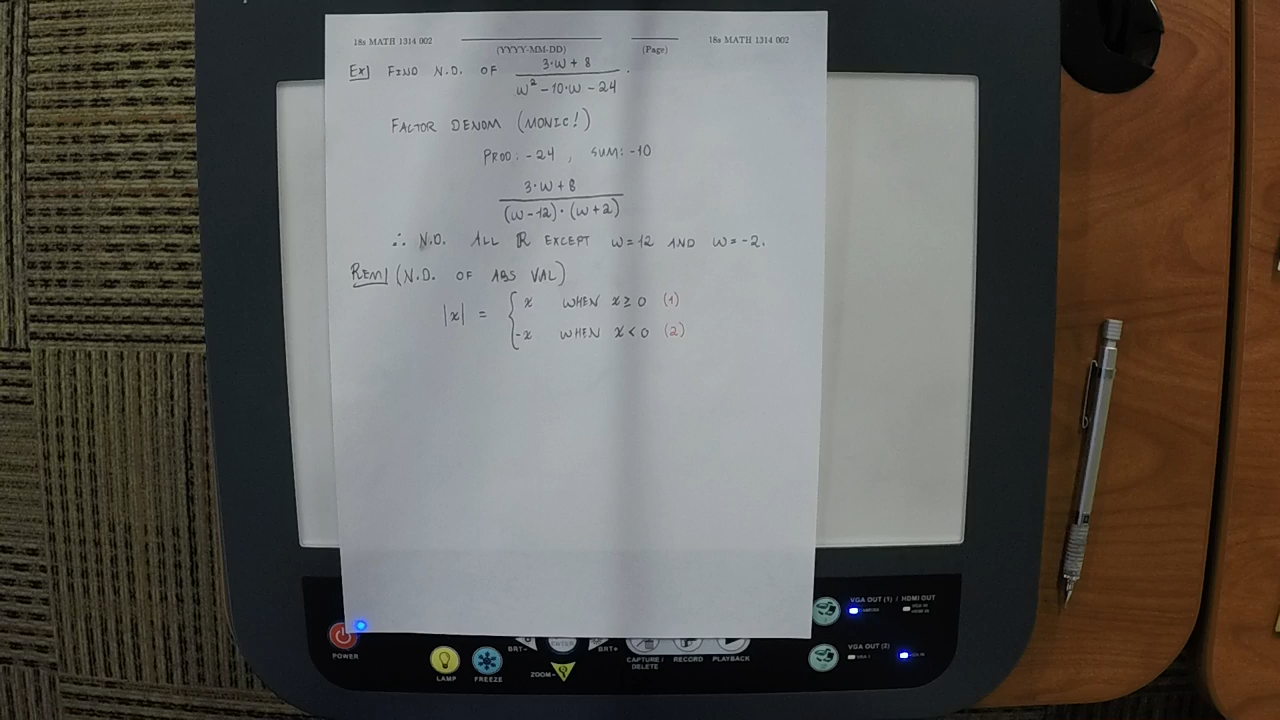 18s MATH 1314 002 (YYYY-MM-DD) (Page) 18s MATH 1314 002
EX| FIND N.D. OF (3·w + 8)/(w² - 10·w - 24).
FACTOR DENOM (MONIC!)
PROD: -24 , SUM: -10
3·w + 8
(w - 12)·(w + 2)
∴ N.D. ALL ℝ EXCEPT w = 12 AND w = -2.
REM| (N.D. OF ABS VAL)
|x| = { x WHEN x ≥ 0 (1)
-x WHEN x < 0 (2)
VGA OUT (1) / HDMI OUT
VGA OUT (2)
POWER
LAMP
FREEZE
BRT-
ENTER
BRT+
ZOOM-
CAPTURE / DELETE
RECORD
PLAYBACK